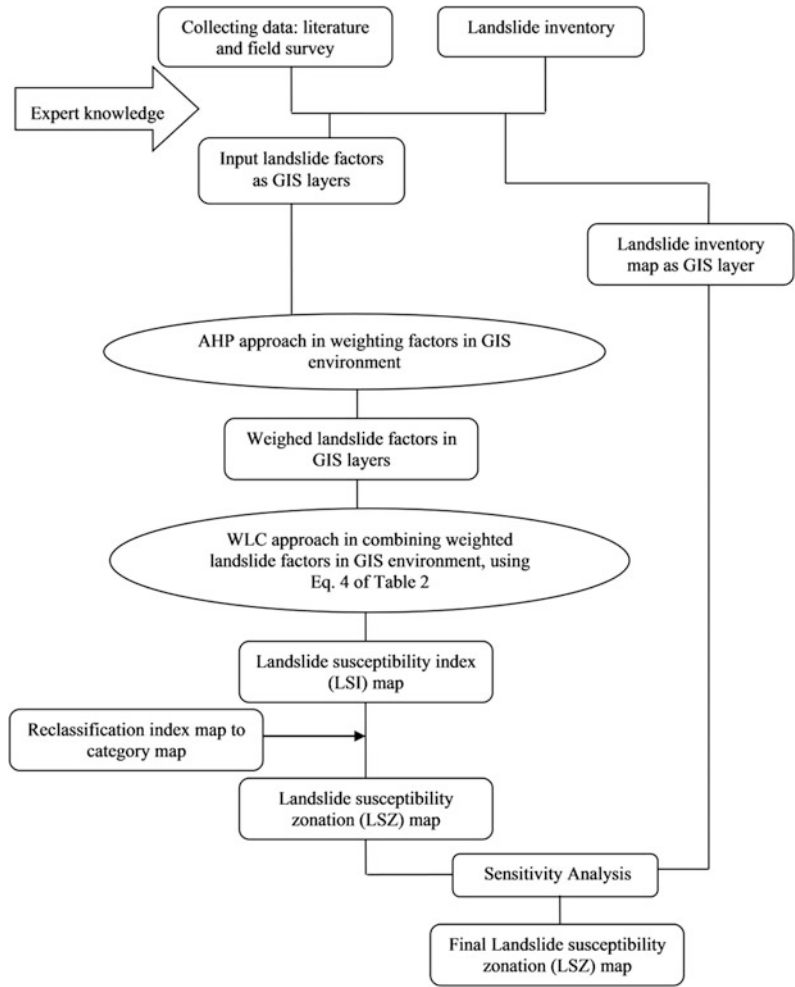 Collecting data: literature
and field survey
Landslide inventory
Expert knowledge
Input landslide factors
as GIS layers
Landslide inventory
map as GIS layer
AHP approach in weighting factors in GIS
environment
Weighed landslide factors in
GIS layers
WLC approach in combining weighted
landslide factors in GIS environment, using
Eq. 4 of Table 2
Landslide susceptibility index
(LSI) map
Reclassification index map to
category map
Landslide susceptibility
zonation (LSZ) map
Sensitivity Analysis
Final Landslide susceptibility
zonation (LSZ) map